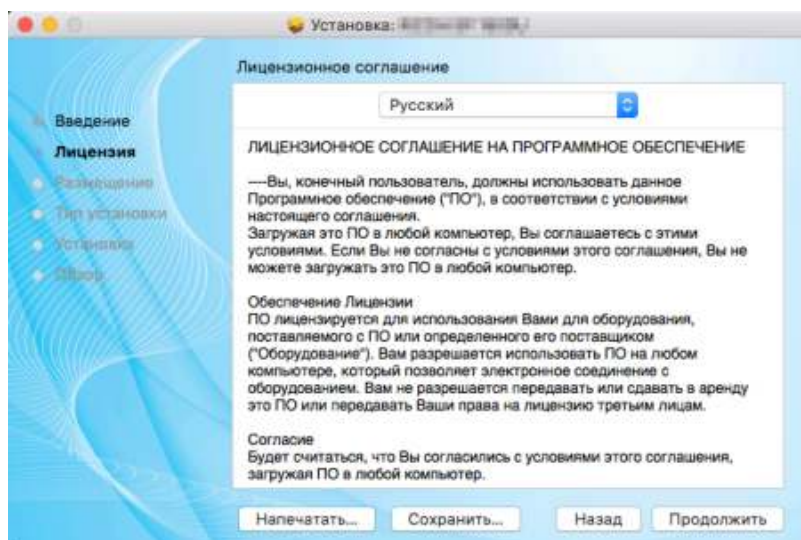 Установка:
Лицензионное соглашение
Русский
Введение
Лицензия
Размещение
Тип установки
Установка
Обзор
ЛИЦЕНЗИОННОЕ СОГЛАШЕНИЕ НА ПРОГРАММНОЕ ОБЕСПЕЧЕНИЕ
----Вы, конечный пользователь, должны использовать данное
Программное обеспечение ("ПО"), в соответствии с условиями
настоящего соглашения.
Загружая это ПО в любой компьютер, Вы соглашаетесь с этими
условиями. Если Вы не согласны с условиями этого соглашения, Вы не
можете загружать это ПО в любой компьютер.
Обеспечение Лицензии
ПО лицензируется для использования Вами для оборудования,
поставляемого с ПО или определенного его поставщиком
("Оборудование"). Вам разрешается использовать ПО на любом
компьютере, который позволяет электронное соединение с
оборудованием. Вам не разрешается передавать или сдавать в аренду
это ПО или передавать Ваши права на лицензию третьим лицам.
Согласие
Будет считаться, что Вы согласились с условиями этого соглашения,
загружая ПО в любой компьютер.
Напечатать... Сохранить... Назад Продолжить